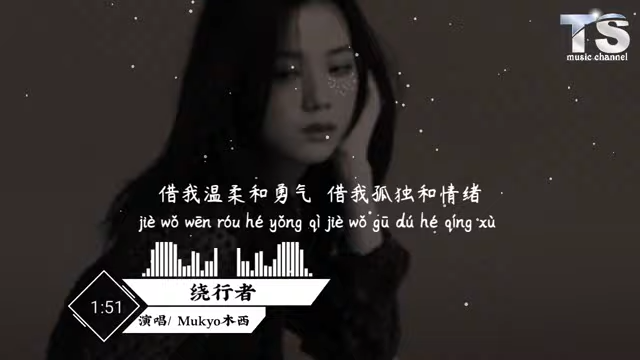 TS
music channel
借我温柔和勇气 借我孤独和情绪
jiè wǒ wēn róu hé yǒng qì jiè wǒ gū dú hé qíng xù
绕行者
1:51
演唱/ Mukyo木西